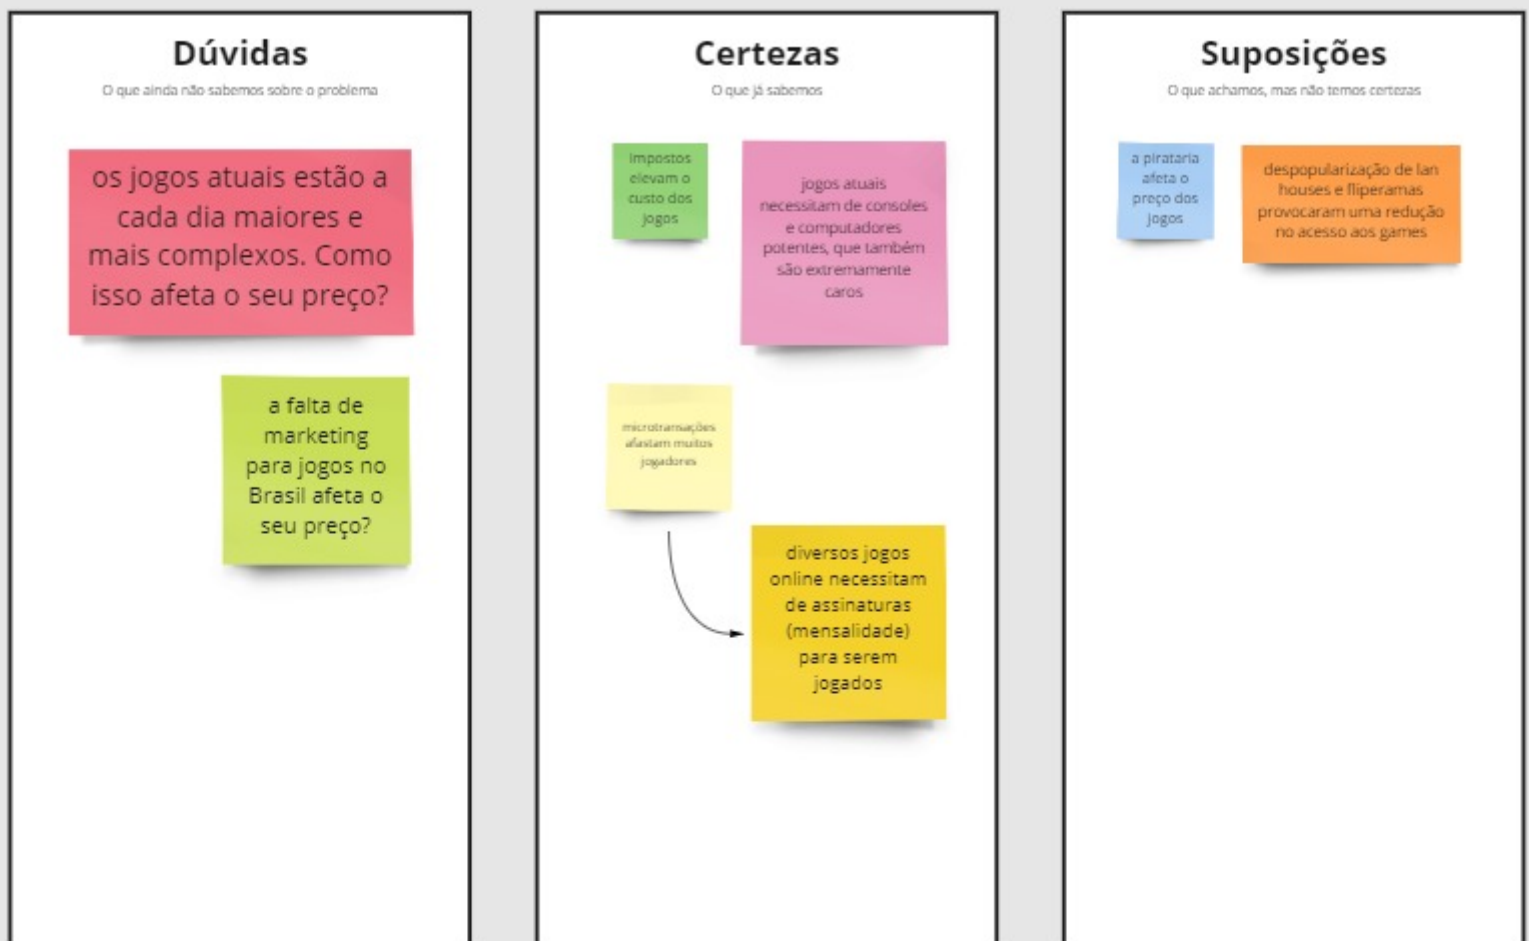 Dúvidas
O que ainda não sabemos sobre o problema
os jogos atuais estão a
cada dia maiores e
mais complexos. Como
isso afeta o seu preço?
a falta de
marketing
para jogos no
Brasil afeta o
seu preço?
Certezas
O que já sabemos
impostos
elevam o
custo dos
jogos
jogos atuais
necessitam de consoles
e computadores
potentes, que também
são extremamente
caros
microtransações
afastam muitos
jogadores
diversos jogos
online necessitam
de assinaturas
(mensalidade)
para serem
jogados
Suposições
O que achamos, mas não temos certezas
a pirataria
afeta o
preço dos
jogos
despopularização de lan
houses e fliperamas
provocaram uma redução
no acesso aos games